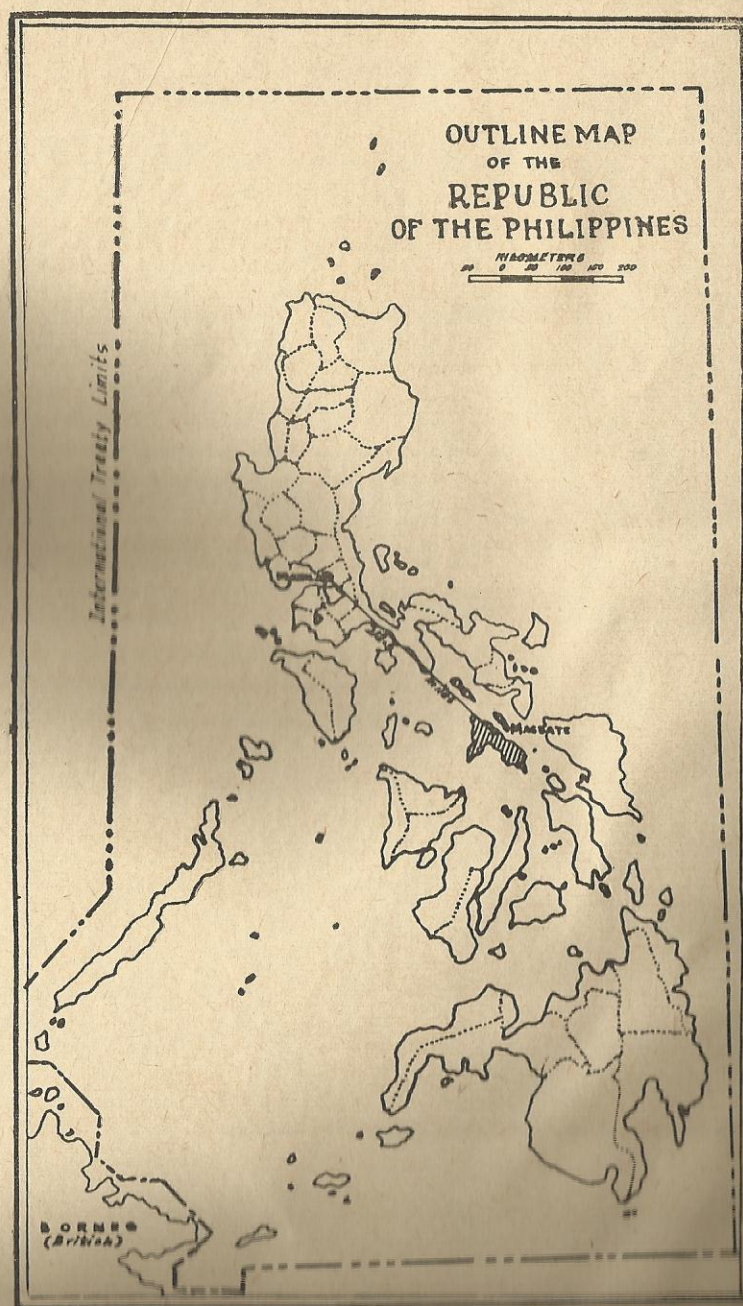 OUTLINE MAP
OF THE
REPUBLIC
OF THE PHILIPPINES
KILOMETERS
50 0 50 100 150 200
International Treaty Limits
MASBATE
BORNEO
(British)